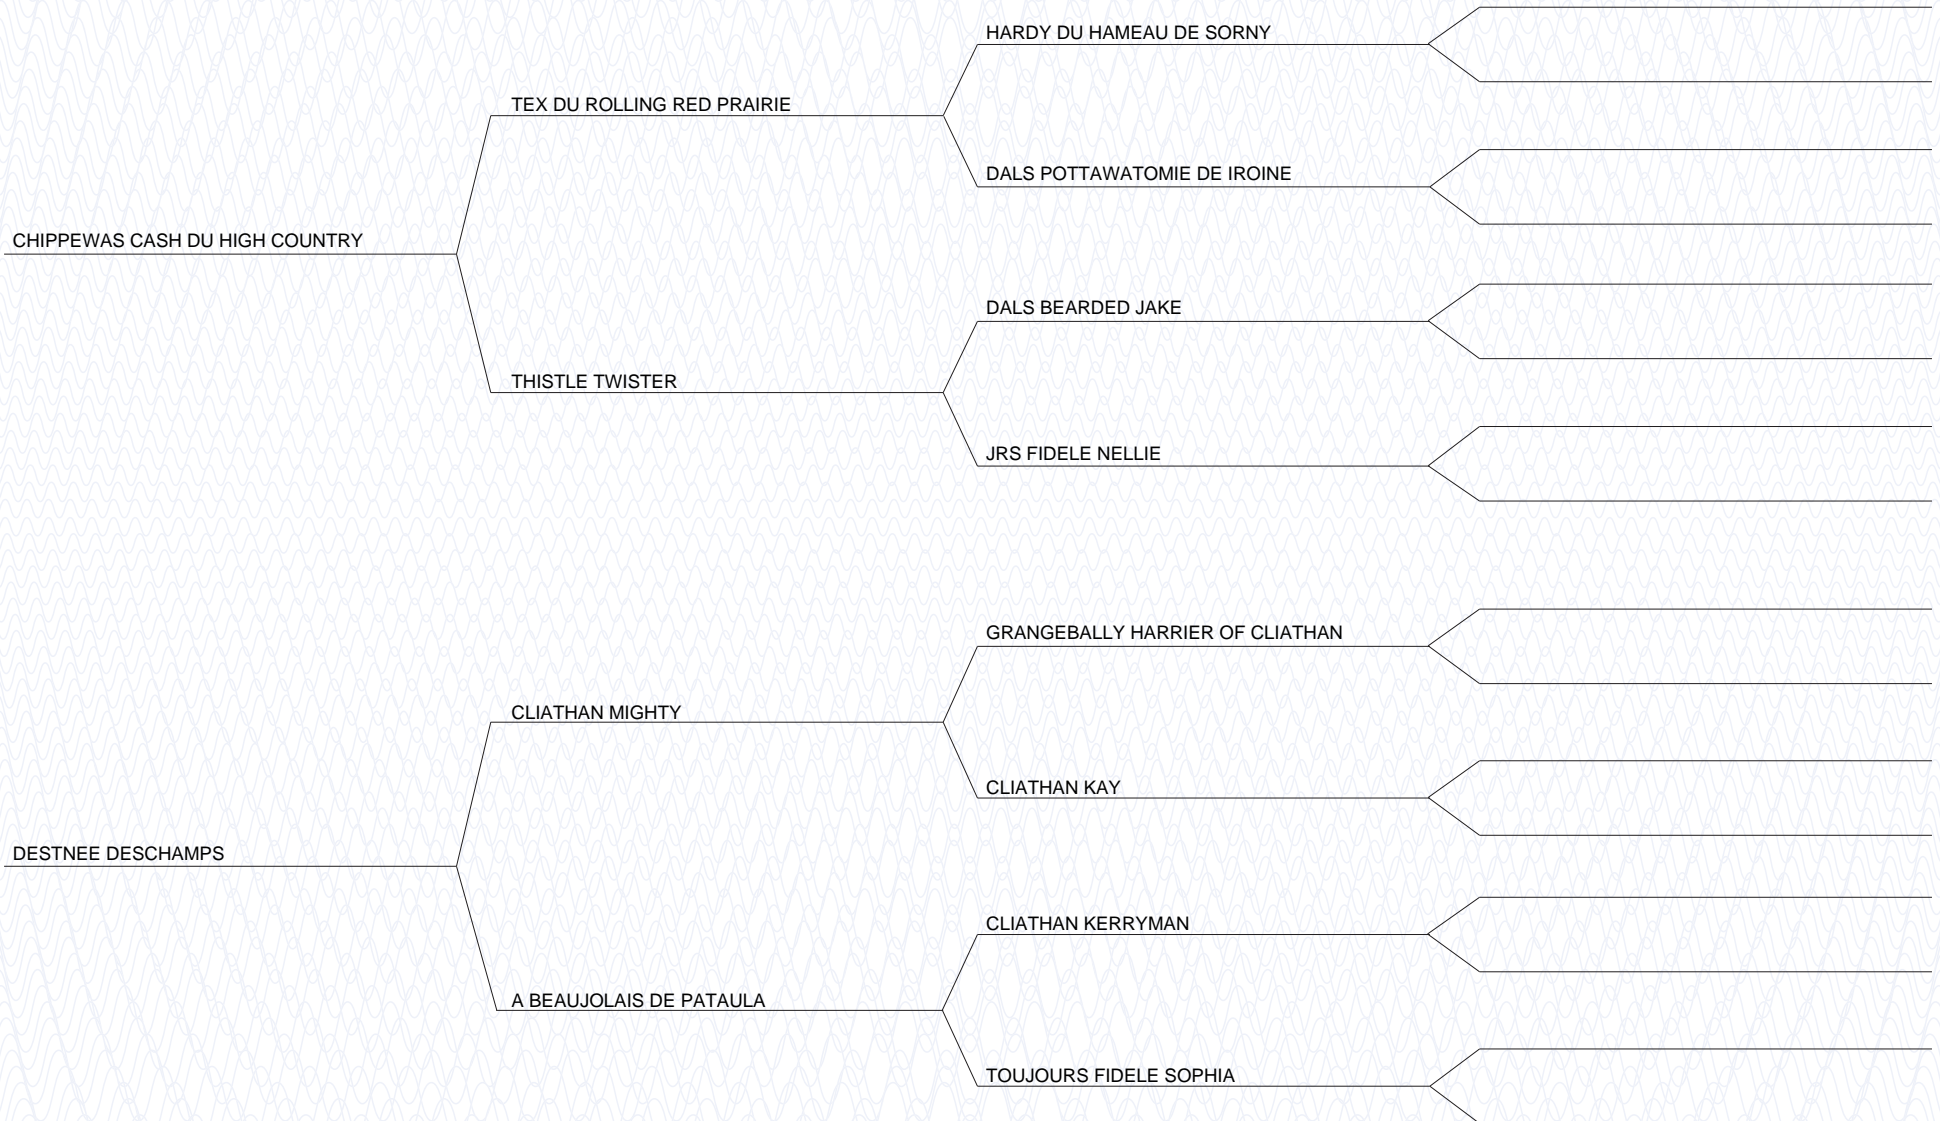 HARDY DU HAMEAU DE SORNY
TEX DU ROLLING RED PRAIRIE
DALS POTTAWATOMIE DE IROINE
CHIPPEWAS CASH DU HIGH COUNTRY
DALS BEARDED JAKE
THISTLE TWISTER
JRS FIDELE NELLIE
GRANGEBALLY HARRIER OF CLIATHAN
CLIATHAN MIGHTY
CLIATHAN KAY
DESTNEE DESCHAMPS
CLIATHAN KERRYMAN
A BEAUJOLAIS DE PATAULA
TOUJOURS FIDELE SOPHIA